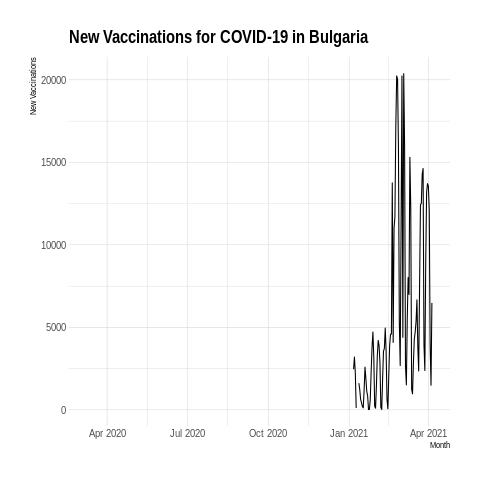 New Vaccinations for COVID-19 in Bulgaria
New Vaccinations
20000
15000
10000
5000
0
Apr 2020 Jul 2020 Oct 2020 Jan 2021 Apr 2021
Month